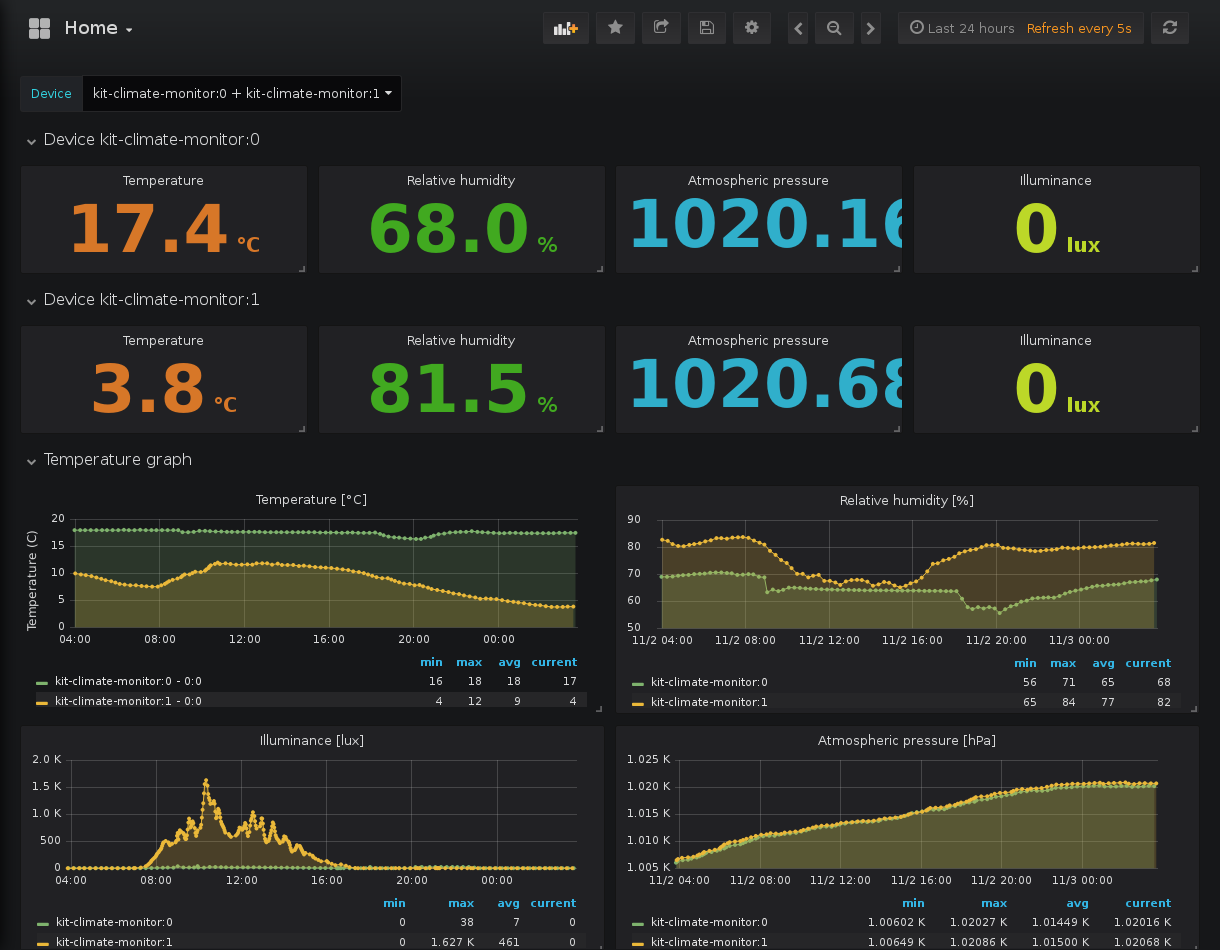 Home
Last 24 hours Refresh every 5s
Device kit-climate-monitor:0 + kit-climate-monitor:1
Device kit-climate-monitor:0
Temperature
17.4 °C
Relative humidity
68.0 %
Atmospheric pressure
1020.16
Illuminance
0 lux
Device kit-climate-monitor:1
Temperature
3.8 °C
Relative humidity
81.5 %
Atmospheric pressure
1020.68
Illuminance
0 lux
Temperature graph
Temperature [°C]
Temperature (C)
20
15
10
5
0
04:00 08:00 12:00 16:00 20:00 00:00
min max avg current
kit-climate-monitor:0 - 0:0 16 18 18 17
kit-climate-monitor:1 - 0:0 4 12 9 4
Relative humidity [%]
90
80
70
60
50
11/2 04:00 11/2 08:00 11/2 12:00 11/2 16:00 11/2 20:00 11/3 00:00
min max avg current
kit-climate-monitor:0 56 71 65 68
kit-climate-monitor:1 65 84 77 82
Illuminance [lux]
2.0 K
1.5 K
1.0 K
500
0
04:00 08:00 12:00 16:00 20:00 00:00
min max avg current
kit-climate-monitor:0 0 38 7 0
kit-climate-monitor:1 0 1.627 K 461 0
Atmospheric pressure [hPa]
1.025 K
1.020 K
1.015 K
1.010 K
1.005 K
11/2 04:00 11/2 08:00 11/2 12:00 11/2 16:00 11/2 20:00 11/3 00:00
min max avg current
kit-climate-monitor:0 1.00602 K 1.02027 K 1.01449 K 1.02016 K
kit-climate-monitor:1 1.00649 K 1.02086 K 1.01500 K 1.02068 K